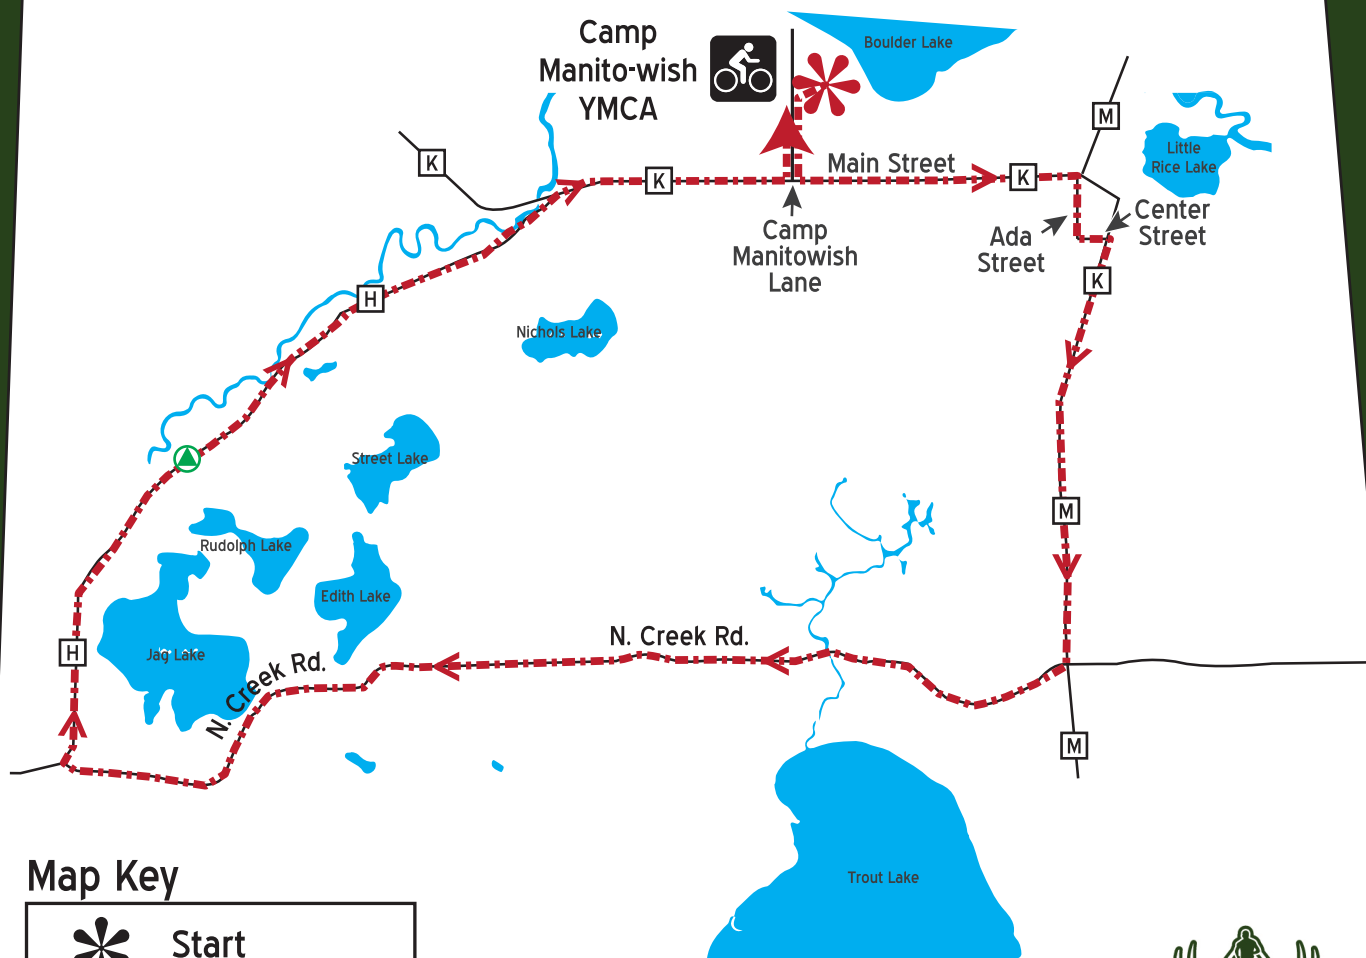 Camp
Manito-wish
YMCA
Boulder Lake
M
K
Little
Rice Lake
Main Street
K
K
Center
Street
Ada
Street
Camp
Manitowish
Lane
K
H
Nichols Lake
Street Lake
M
Rudolph Lake
Edith Lake
N. Creek Rd.
H
Jag Lake
N. Creek Rd.
M
Trout Lake
Map Key
Start